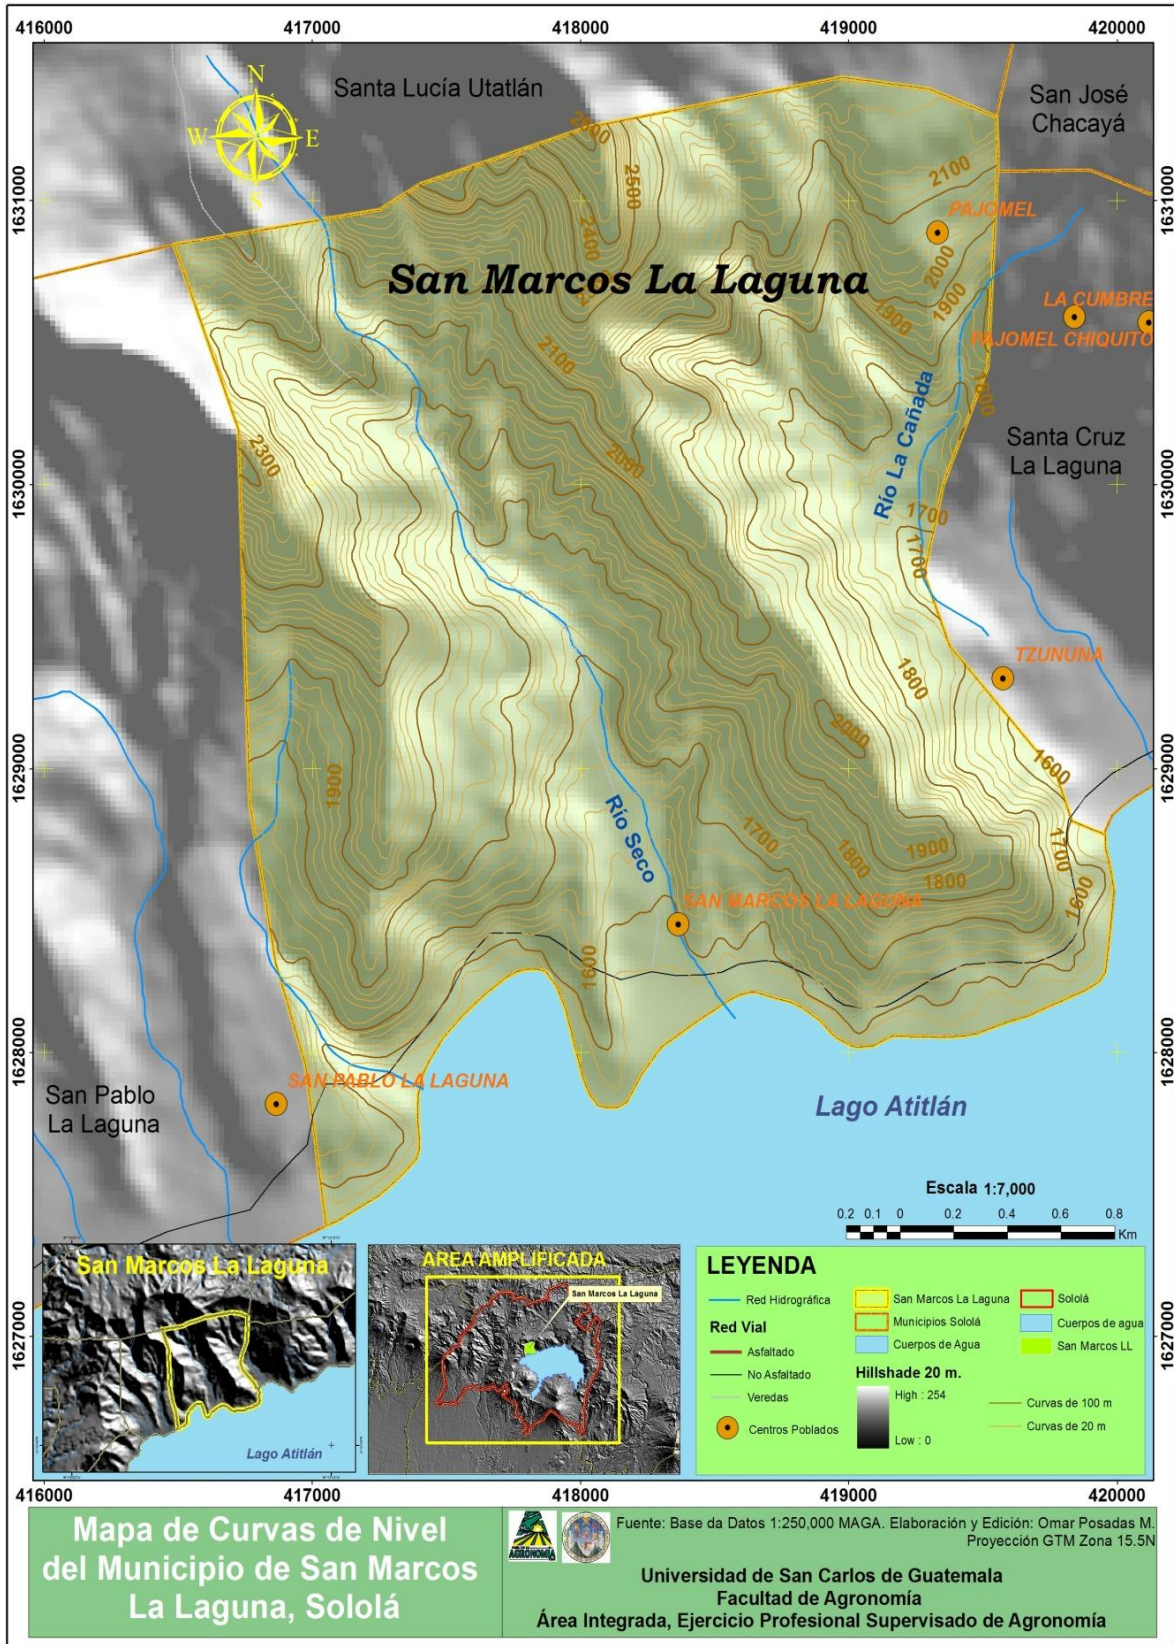 416000
417000
418000
419000
420000
N
W
E
S
Santa Lucía Utatlán
San José
Chacayá
1631000
1631000
2600
2500
2400
2100
PAJOMEL
2000
1900
1900
San Marcos La Laguna
LA CUMBRE
PAJOMEL CHIQUITO
2100
1800
Río La Cañada
Santa Cruz
La Laguna
2300
2000
1630000
1630000
1700
1700
TZUNUNA
1800
2000
1600
1629000
1629000
1900
Río Seco
1700
1800
1900
1800
1700
1600
SAN MARCOS LA LAGUNA
1600
1628000
1628000
SAN PABLO LA LAGUNA
San Pablo
La Laguna
Lago Atitlán
Escala 1:7,000
0.2 0.1 0 0.2 0.4 0.6 0.8
Km
1627000
1627000
San Marcos La Laguna
Lago Atitlán
AREA AMPLIFICADA
San Marcos La Laguna
LEYENDA
Red Hidrográfica
Red Vial
Asfaltado
No Asfaltado
Veredas
Centros Poblados
San Marcos La Laguna
Municipios Sololá
Cuerpos de Agua
Sololá
Cuerpos de agua
San Marcos LL
Hillshade 20 m.
High : 254
Low : 0
Curvas de 100 m
Curvas de 20 m
416000
417000
418000
419000
420000
Mapa de Curvas de Nivel
del Municipio de San Marcos
La Laguna, Sololá
AGRONOMÍA
Fuente: Base da Datos 1:250,000 MAGA. Elaboración y Edición: Omar Posadas M.
Proyección GTM Zona 15.5N
Universidad de San Carlos de Guatemala
Facultad de Agronomía
Área Integrada, Ejercicio Profesional Supervisado de Agronomía